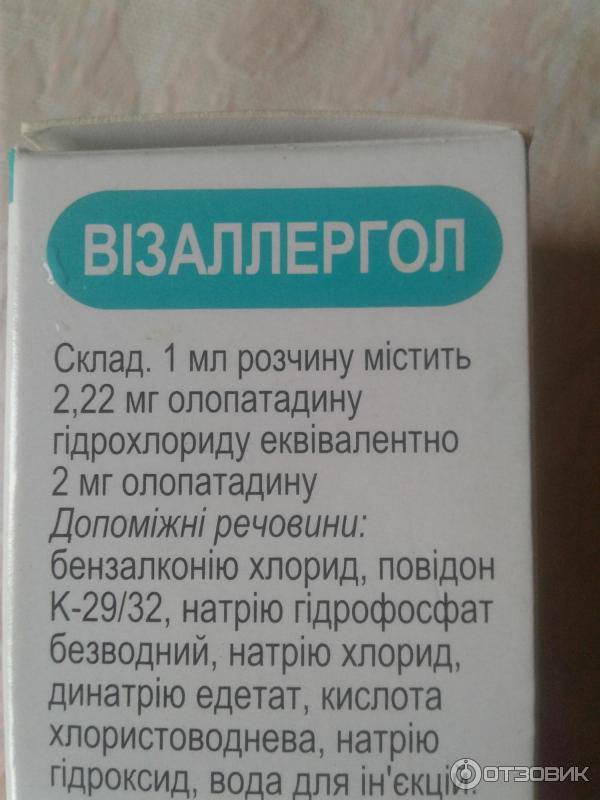 ВІЗАЛЛЕРГОЛ
Склад. 1 мл розчину містить
2,22 мг олопатадину
гідрохлориду еквівалентно
2 мг олопатадину
Допоміжні речовини:
бензалконію хлорид, повідон
К-29/32, натрію гідрофосфат
безводний, натрію хлорид,
динатрію едетат, кислота
хлористоводнева, натрію
гідроксид, вода для ін'єкцій.
ОТЗОВИК